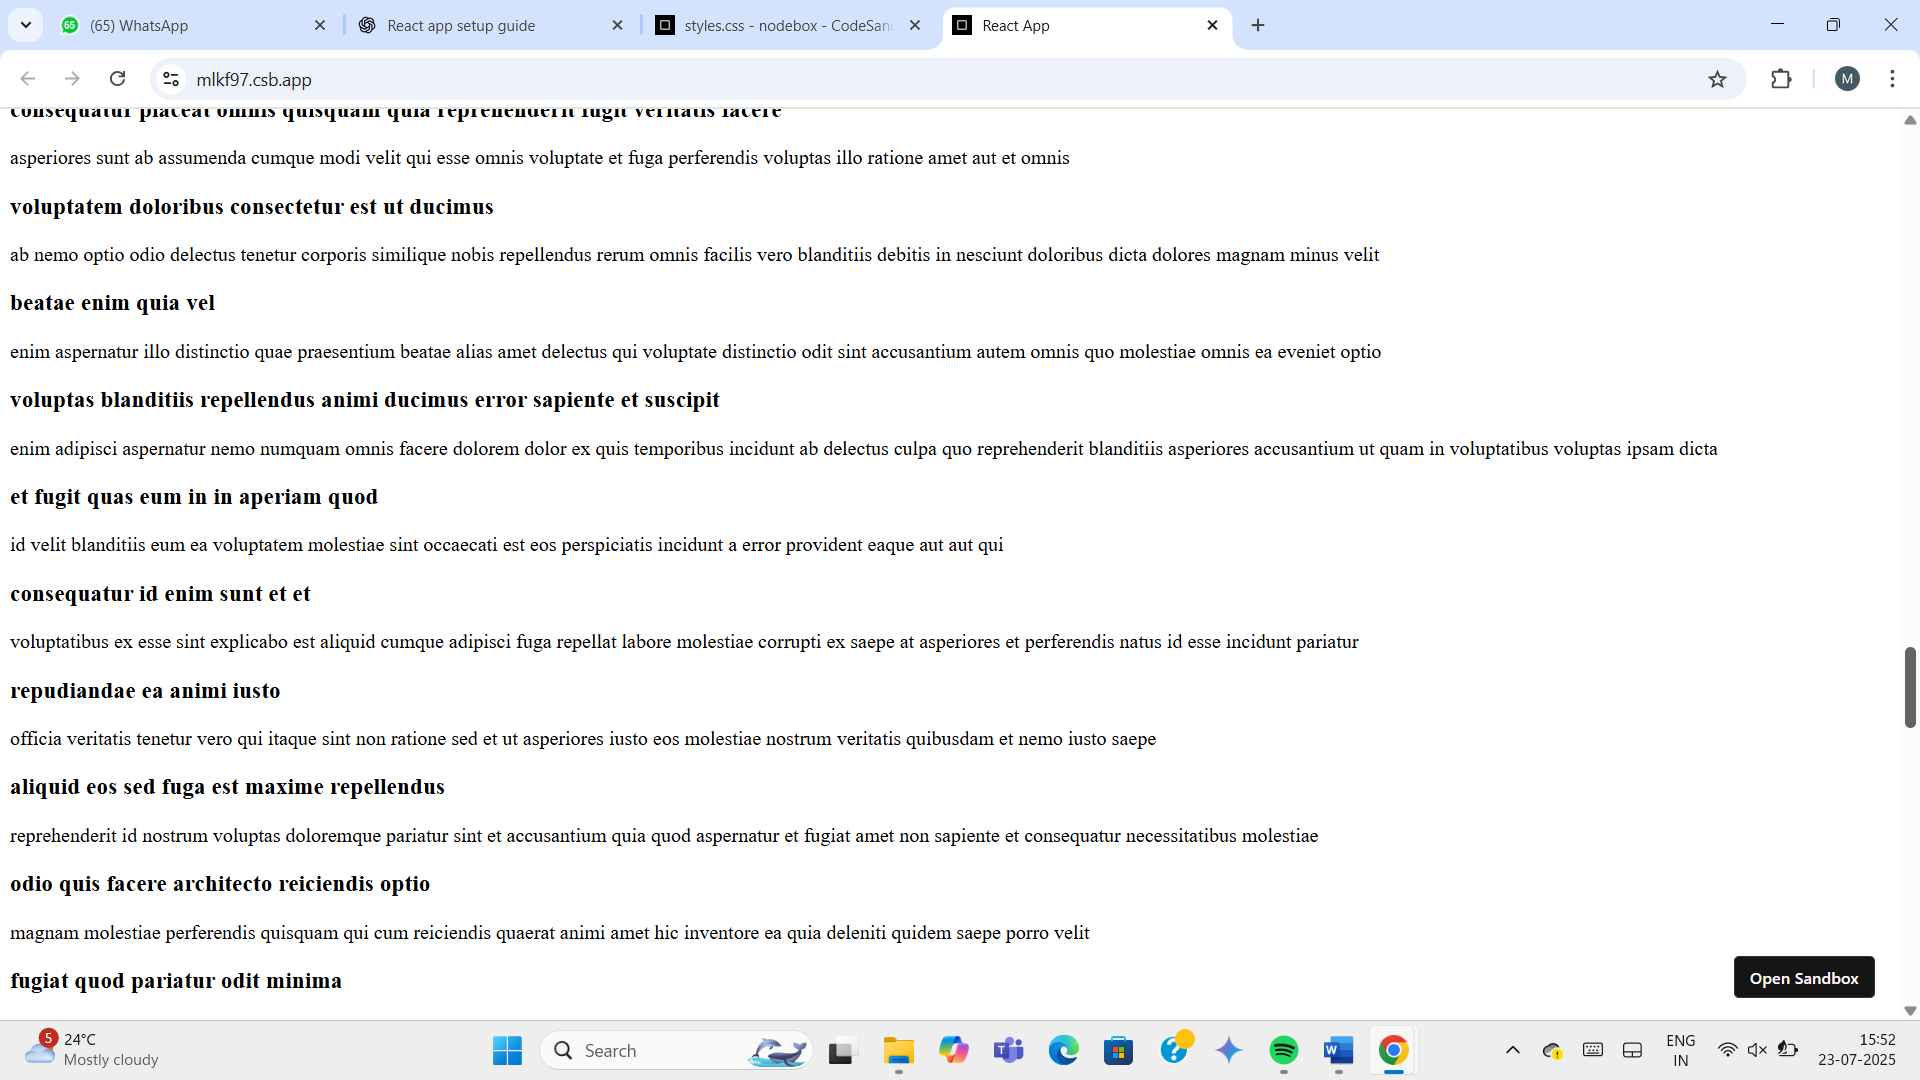 (65) WhatsApp
React app setup guide
styles.css - nodebox - CodeSan
React App
mlkf97.csb.app
M
consequatur placeat omnis quisquam quia reprehenderit fugit veritatis facere
asperiores sunt ab assumenda cumque modi velit qui esse omnis voluptate et fuga perferendis voluptas illo ratione amet aut et omnis
voluptatem doloribus consectetur est ut ducimus
ab nemo optio odio delectus tenetur corporis similique nobis repellendus rerum omnis facilis vero blanditiis debitis in nesciunt doloribus dicta dolores magnam minus velit
beatae enim quia vel
enim aspernatur illo distinctio quae praesentium beatae alias amet delectus qui voluptate distinctio odit sint accusantium autem omnis quo molestiae omnis ea eveniet optio
voluptas blanditiis repellendus animi ducimus error sapiente et suscipit
enim adipisci aspernatur nemo numquam omnis facere dolorem dolor ex quis temporibus incidunt ab delectus culpa quo reprehenderit blanditiis asperiores accusantium ut quam in voluptatibus voluptas ipsam dicta
et fugit quas eum in in aperiam quod
id velit blanditiis eum ea voluptatem molestiae sint occaecati est eos perspiciatis incidunt a error provident eaque aut aut qui
consequatur id enim sunt et et
voluptatibus ex esse sint explicabo est aliquid cumque adipisci fuga repellat labore molestiae corrupti ex saepe at asperiores et perferendis natus id esse incidunt pariatur
repudiandae ea animi iusto
officia veritatis tenetur vero qui itaque sint non ratione sed et ut asperiores iusto eos molestiae nostrum veritatis quibusdam et nemo iusto saepe
aliquid eos sed fuga est maxime repellendus
reprehenderit id nostrum voluptas doloremque pariatur sint et accusantium quia quod aspernatur et fugiat amet non sapiente et consequatur necessitatibus molestiae
odio quis facere architecto reiciendis optio
magnam molestiae perferendis quisquam qui cum reiciendis quaerat animi amet hic inventore ea quia deleniti quidem saepe porro velit
fugiat quod pariatur odit minima
Open Sandbox
5
24°C
Mostly cloudy
Search
ENG
IN
15:52
23-07-2025